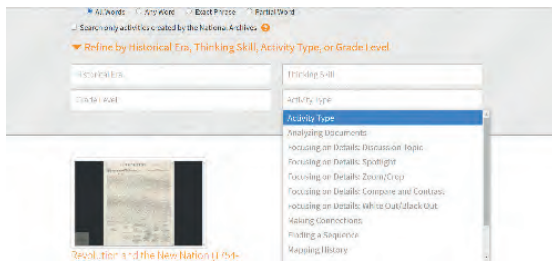 All Words Any Word Exact Phrase Partial Word
Search only activities created by the National Archives
Refine by Historical Era, Thinking Skill, Activity Type, or Grade Level
Historical Era Thinking Skill
Grade Level Activity Type
Activity Type
Analyzing Documents
Focusing on Details: Discussion Topic
Focusing on Details: Spotlight
Focusing on Details: Zoom/Crop
Focusing on Details: Compare and Contrast
Focusing on Details: White Out/Black Out
Making Connections
Finding a Sequence
Mapping History
Revolution and the New Nation (1754-